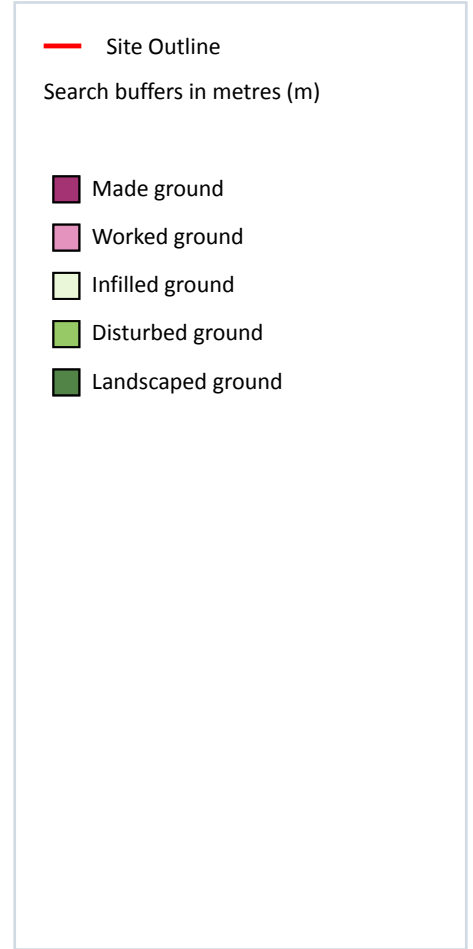 Site Outline
Search buffers in metres (m)
Made ground
Worked ground
Infilled ground
Disturbed ground
Landscaped ground